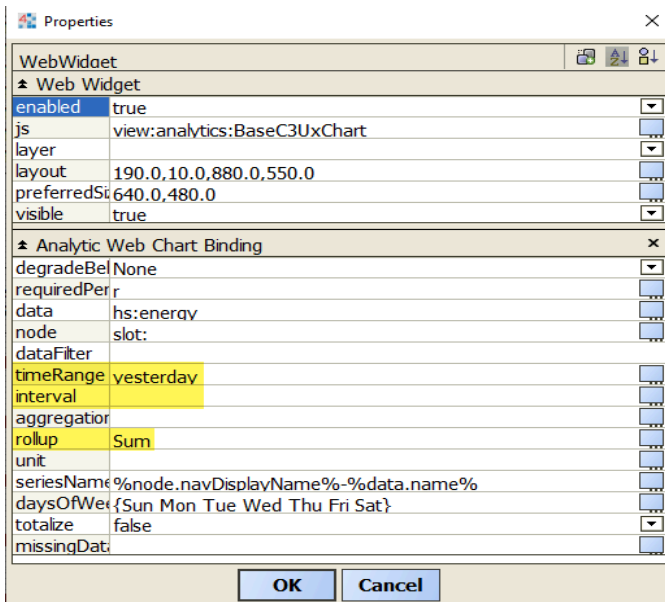 Properties
WebWidget
Web Widget
enabled true
js view:analytics:BaseC3UxChart
layer
layout 190.0,10.0,880.0,550.0
preferredSi 640.0,480.0
visible true
Analytic Web Chart Binding
degradeBel None
requiredPer r
data hs:energy
node slot:
dataFilter
timeRange yesterday
interval
aggregation
rollup Sum
unit
seriesName %node.navDisplayName%-%data.name%
daysOfWee {Sun Mon Tue Wed Thu Fri Sat}
totalize false
missingData
OK Cancel